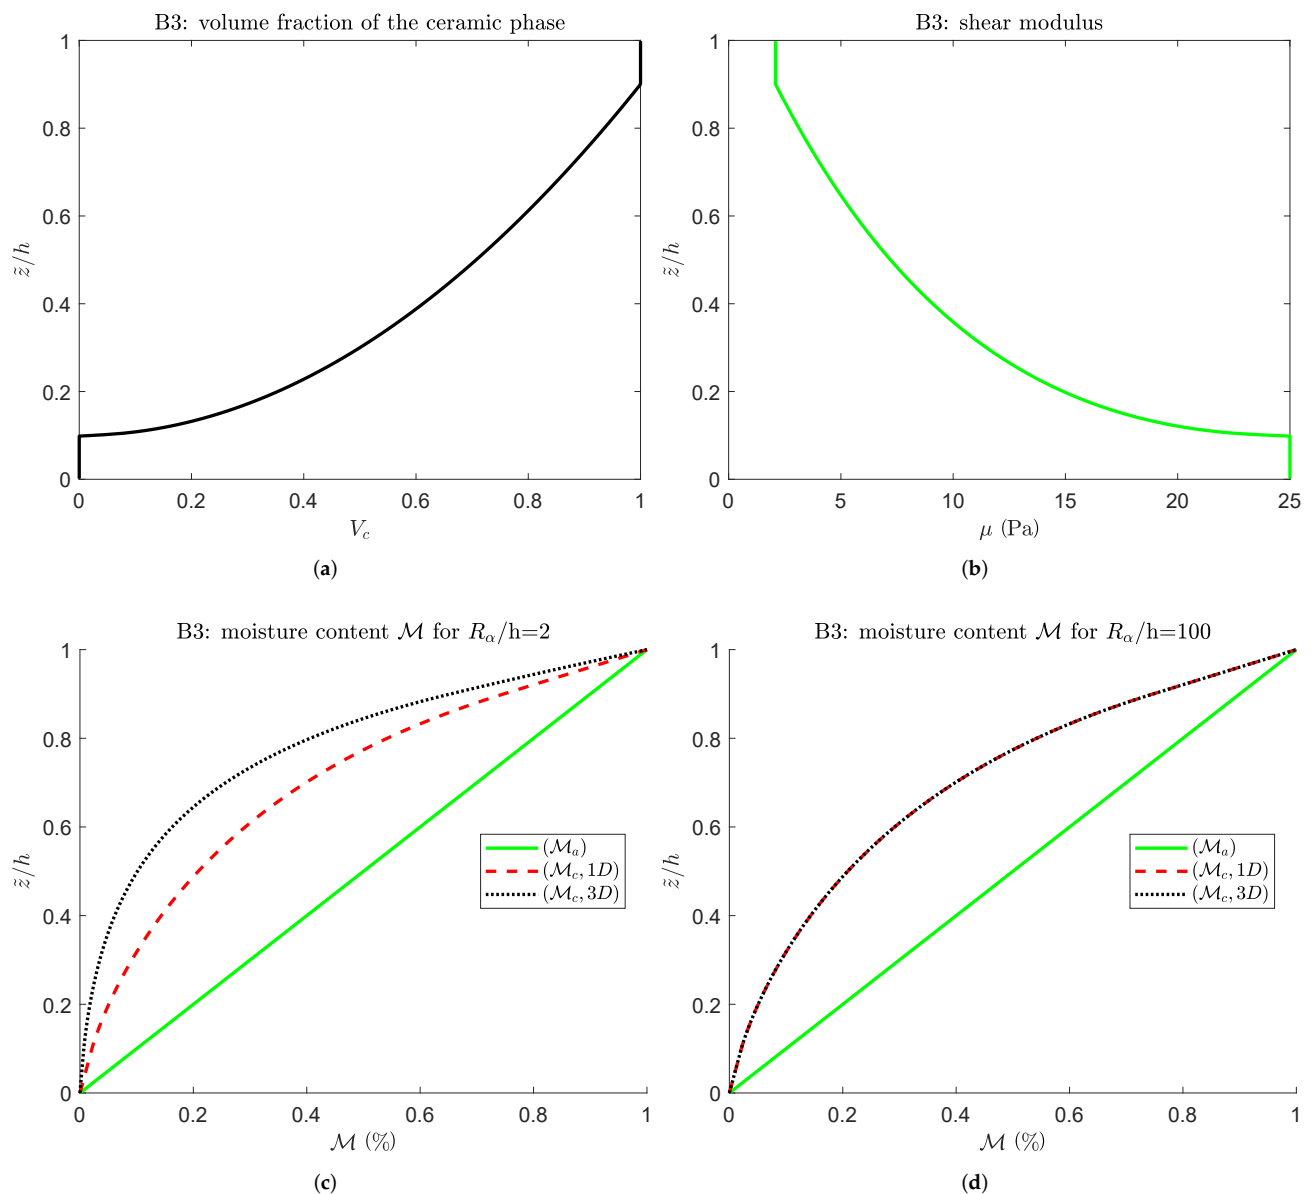 B3: volume fraction of the ceramic phase
1
0.8
0.6
0.4
0.2
0
z̃/h
0 0.2 0.4 0.6 0.8 1
V_c
(a)
B3: shear modulus
1
0.8
0.6
0.4
0.2
0
z̃/h
0 5 10 15 20 25
μ (Pa)
(b)
B3: moisture content ℳ for R_α/h=2
1
0.8
0.6
0.4
0.2
0
z̃/h
(ℳ_a)
(ℳ_c, 1D)
(ℳ_c, 3D)
0 0.2 0.4 0.6 0.8 1
ℳ (%)
(c)
B3: moisture content ℳ for R_α/h=100
1
0.8
0.6
0.4
0.2
0
z̃/h
(ℳ_a)
(ℳ_c, 1D)
(ℳ_c, 3D)
0 0.2 0.4 0.6 0.8 1
ℳ (%)
(d)